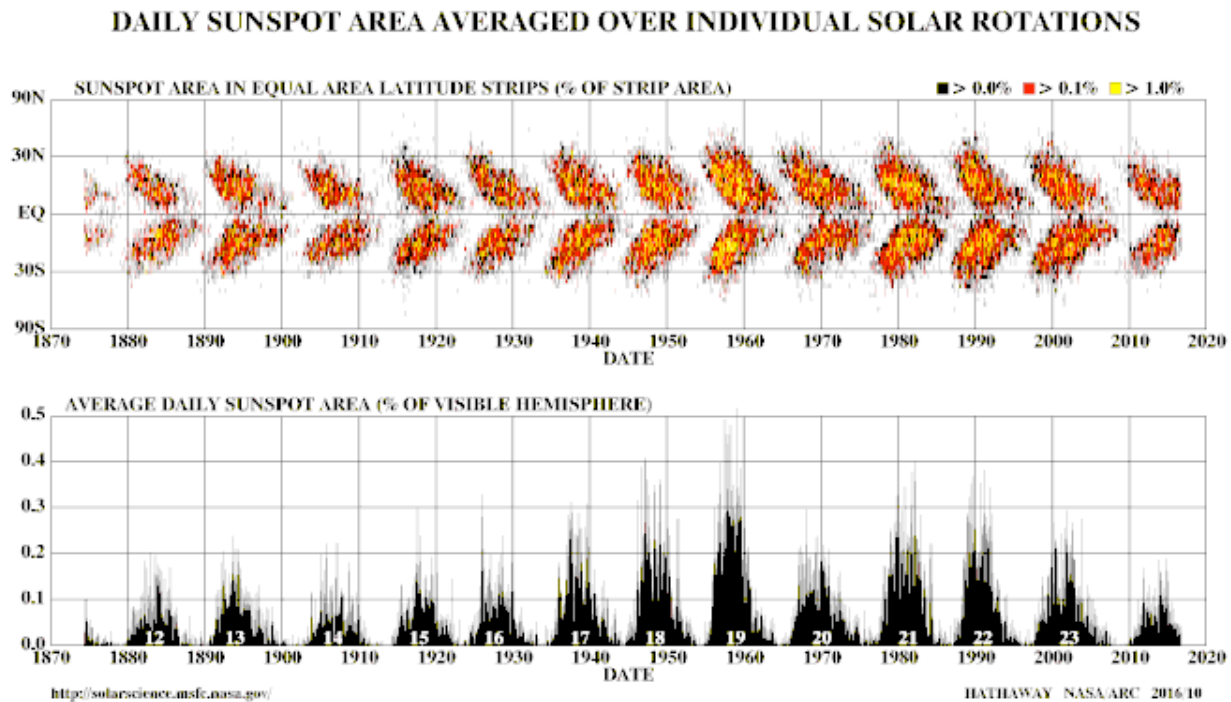 DAILY SUNSPOT AREA AVERAGED OVER INDIVIDUAL SOLAR ROTATIONS
SUNSPOT AREA IN EQUAL AREA LATITUDE STRIPS (% OF STRIP AREA) > 0.0% > 0.1% > 1.0%
90N
30N
EQ
30S
90S
1870 1880 1890 1900 1910 1920 1930 1940 1950 1960 1970 1980 1990 2000 2010 2020
DATE
AVERAGE DAILY SUNSPOT AREA (% OF VISIBLE HEMISPHERE)
0.5
0.4
0.3
0.2
0.1
0.0
12 13 14 15 16 17 18 19 20 21 22 23
1870 1880 1890 1900 1910 1920 1930 1940 1950 1960 1970 1980 1990 2000 2010 2020
DATE
http://solarscience.msfc.nasa.gov/ HATHAWAY NASA/ARC 2016/10